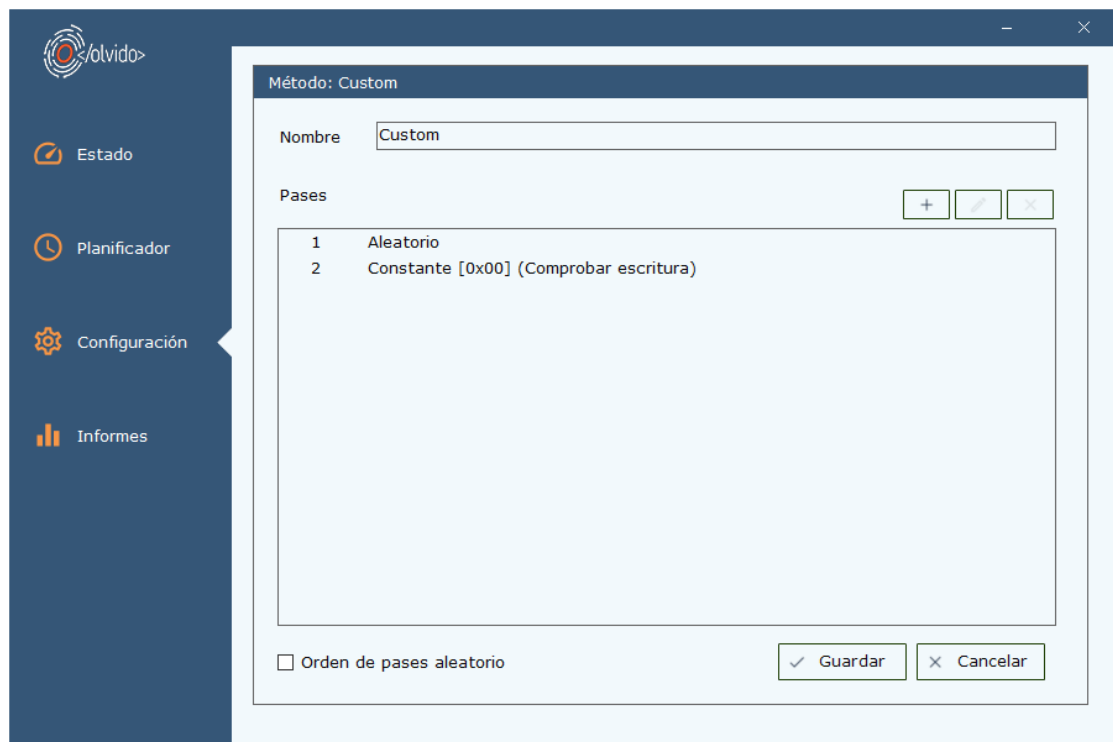 </olvido>
Estado
Planificador
Configuración
Informes
Método: Custom
Nombre Custom
Pases
1 Aleatorio
2 Constante [0x00] (Comprobar escritura)
Orden de pases aleatorio
Guardar Cancelar